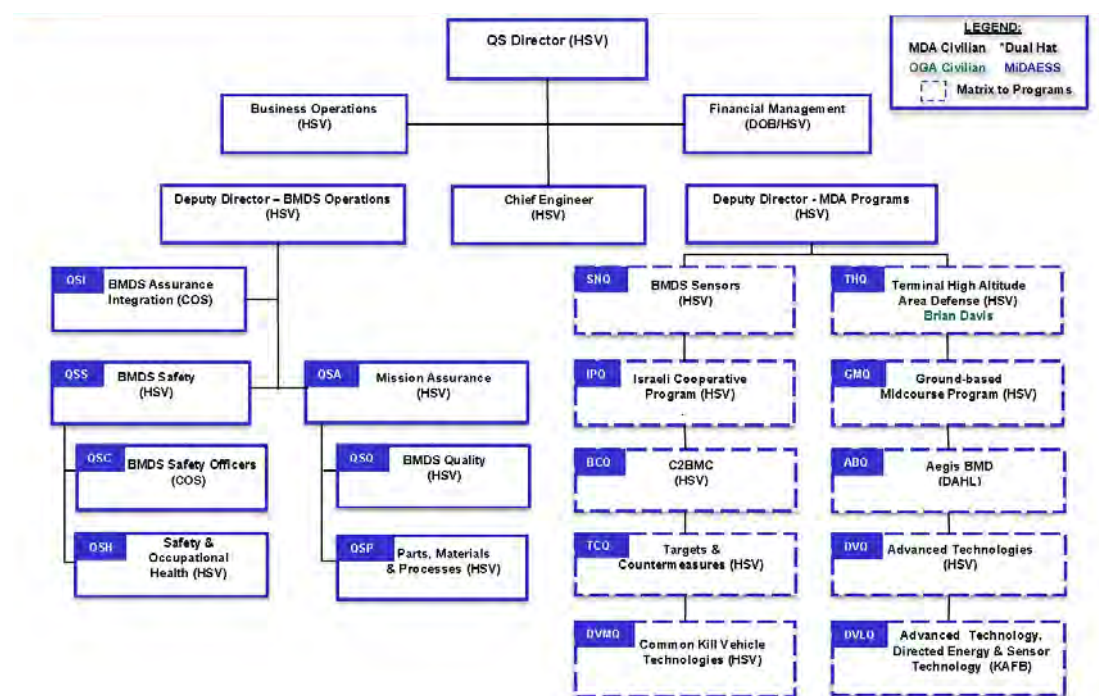 QS Director (HSV)
LEGEND:
MDA Civilian *Dual Hat
OGA Civilian MiDAESS
Matrix to Programs
Business Operations
(HSV)
Financial Management
(DOB/HSV)
Deputy Director – BMDS Operations
(HSV)
Chief Engineer
(HSV)
Deputy Director - MDA Programs
(HSV)
QSI
BMDS Assurance
Integration (COS)
QSS
BMDS Safety
(HSV)
QSA
Mission Assurance
(HSV)
QSC
BMDS Safety Officers
(COS)
QSQ
BMDS Quality
(HSV)
QSH
Safety &
Occupational
Health (HSV)
QSP
Parts, Materials
& Processes (HSV)
SNQ
BMDS Sensors
(HSV)
THQ
Terminal High Altitude
Area Defense (HSV)
Brian Davis
IPQ
Israeli Cooperative
Program (HSV)
GMQ
Ground-based
Midcourse Program (HSV)
BCQ
C2BMC
(HSV)
ABQ
Aegis BMD
(DAHL)
TCQ
Targets &
Countermeasures (HSV)
DVQ
Advanced Technologies
(HSV)
DVMQ
Common Kill Vehicle
Technologies (HSV)
DVLQ
Advanced Technology,
Directed Energy & Sensor
Technology (KAFB)